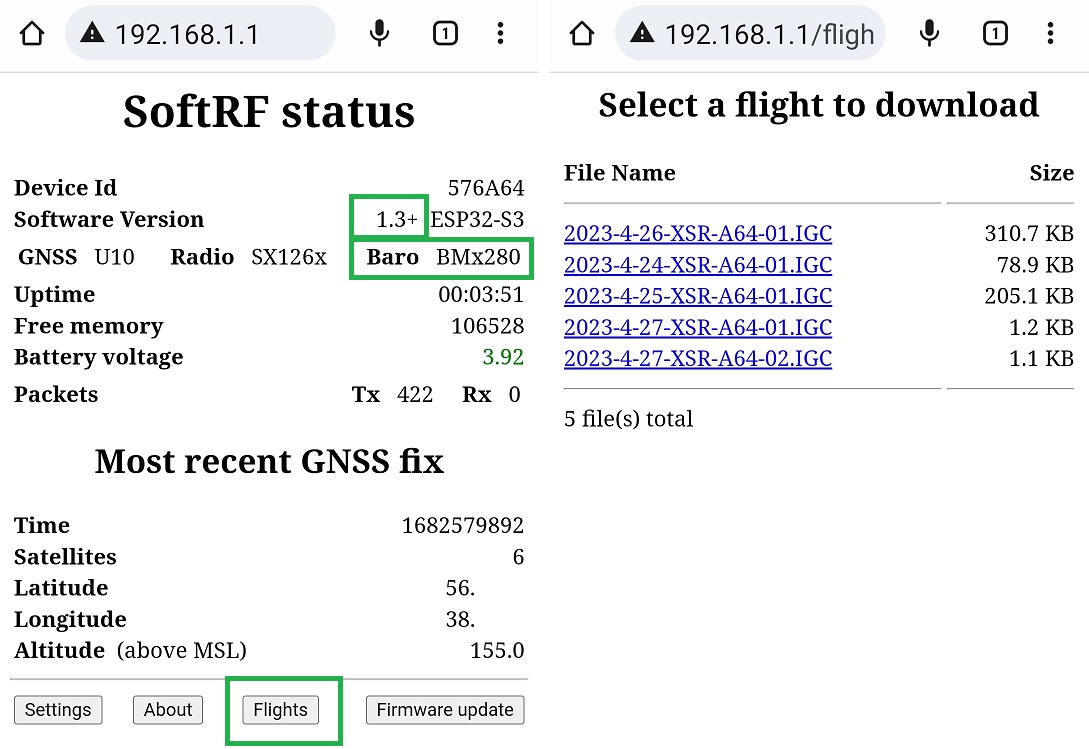 192.168.1.1
1
SoftRF status
Device Id 576A64
Software Version 1.3+ ESP32-S3
GNSS U10 Radio SX126x Baro BMx280
Uptime 00:03:51
Free memory 106528
Battery voltage 3.92
Packets Tx 422 Rx 0
Most recent GNSS fix
Time 1682579892
Satellites 6
Latitude 56.
Longitude 38.
Altitude (above MSL) 155.0
Settings About Flights Firmware update
192.168.1.1/fligh
1
Select a flight to download
File Name Size
2023-4-26-XSR-A64-01.IGC 310.7 KB
2023-4-24-XSR-A64-01.IGC 78.9 KB
2023-4-25-XSR-A64-01.IGC 205.1 KB
2023-4-27-XSR-A64-01.IGC 1.2 KB
2023-4-27-XSR-A64-02.IGC 1.1 KB
5 file(s) total